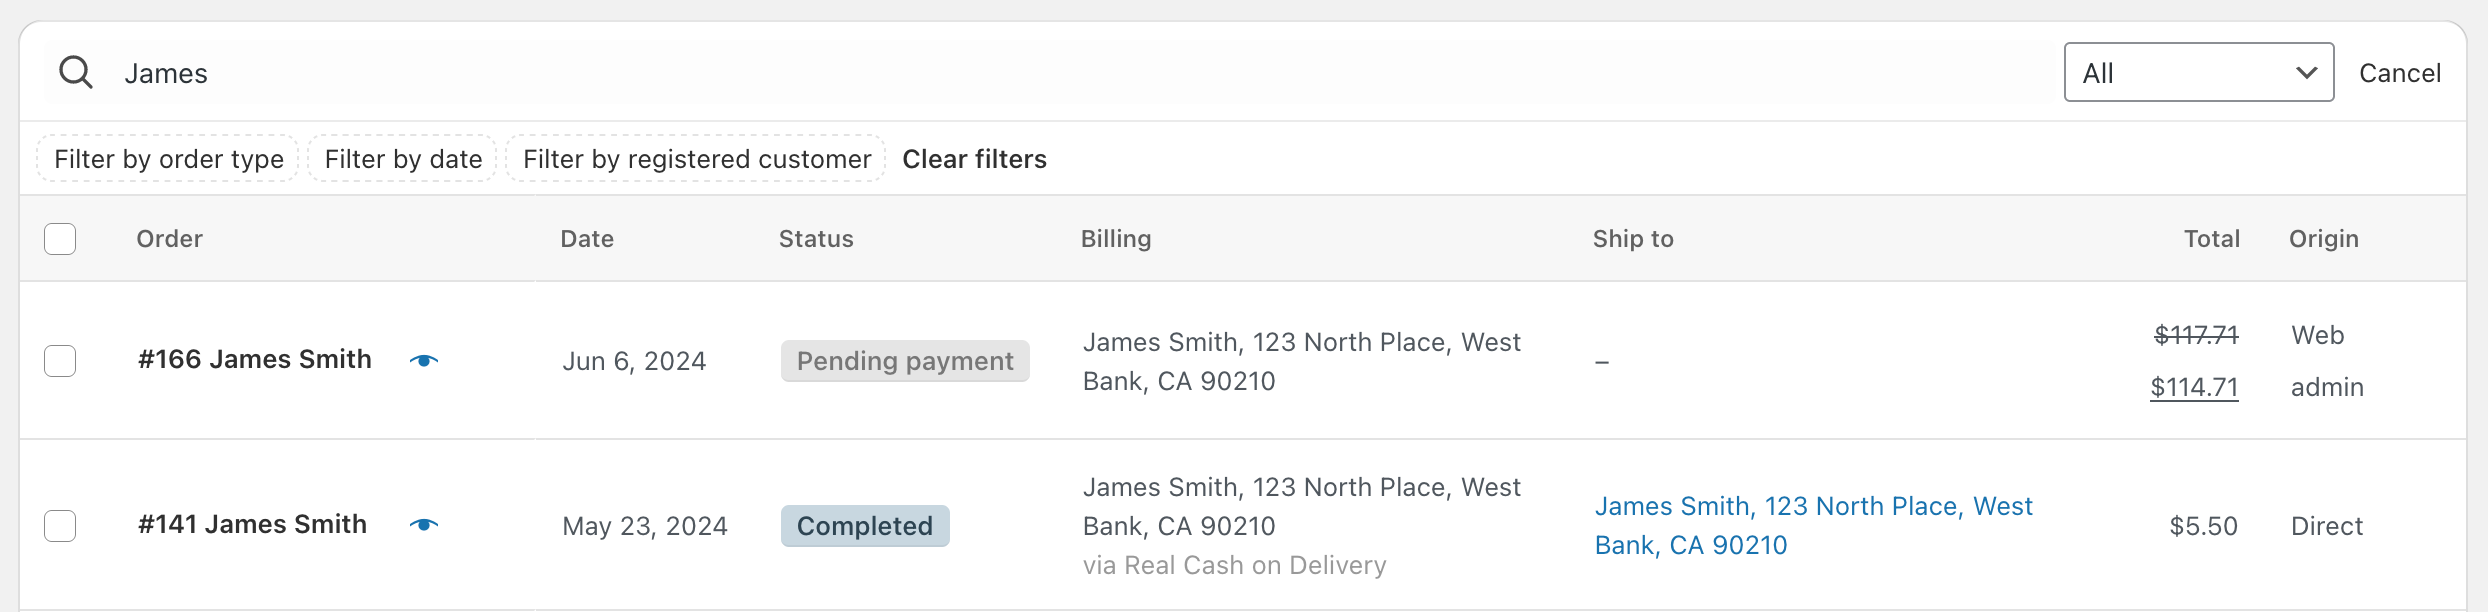 James
All
Cancel
Filter by order type
Filter by date
Filter by registered customer
Clear filters
Order
Date
Status
Billing
Ship to
Total
Origin
#166 James Smith
Jun 6, 2024
Pending payment
James Smith, 123 North Place, West
Bank, CA 90210
–
$117.71
$114.71
Web
admin
#141 James Smith
May 23, 2024
Completed
James Smith, 123 North Place, West
Bank, CA 90210
via Real Cash on Delivery
James Smith, 123 North Place, West
Bank, CA 90210
$5.50
Direct